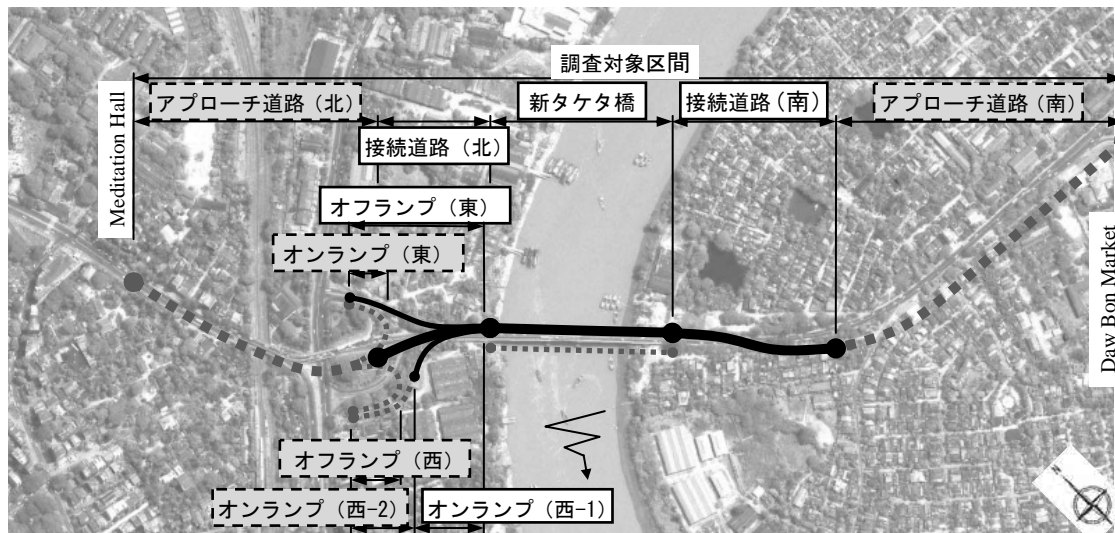 調査対象区間
アプローチ道路（北）
新タケタ橋
接続道路（南）
アプローチ道路（南）
接続道路（北）
オフランプ（東）
オンランプ（東）
Meditation Hall
Daw Bon Market
オフランプ（西）
オンランプ（西-2）
オンランプ（西-1）